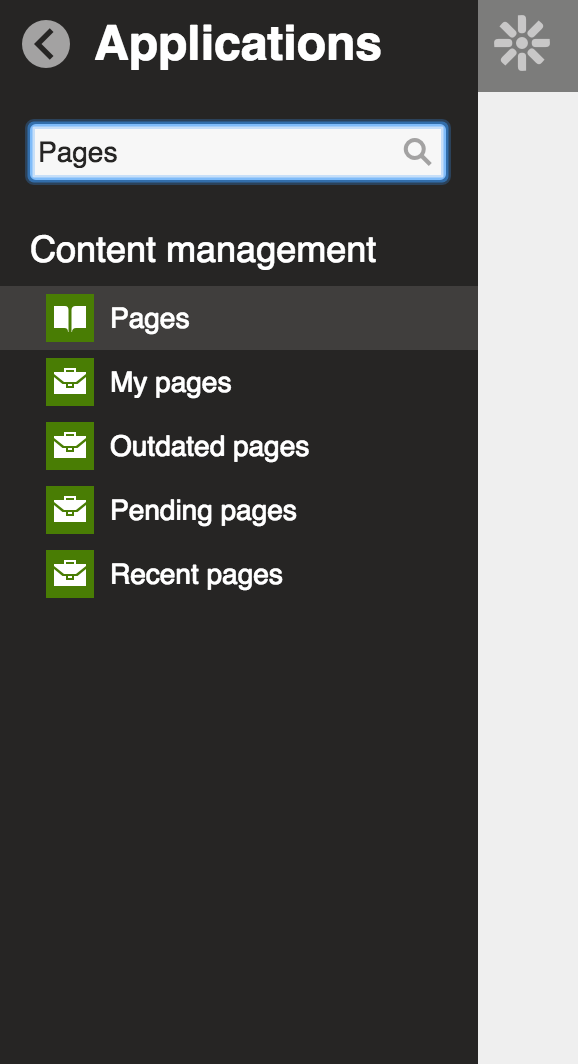 Applications
Pages
Content management
Pages
My pages
Outdated pages
Pending pages
Recent pages